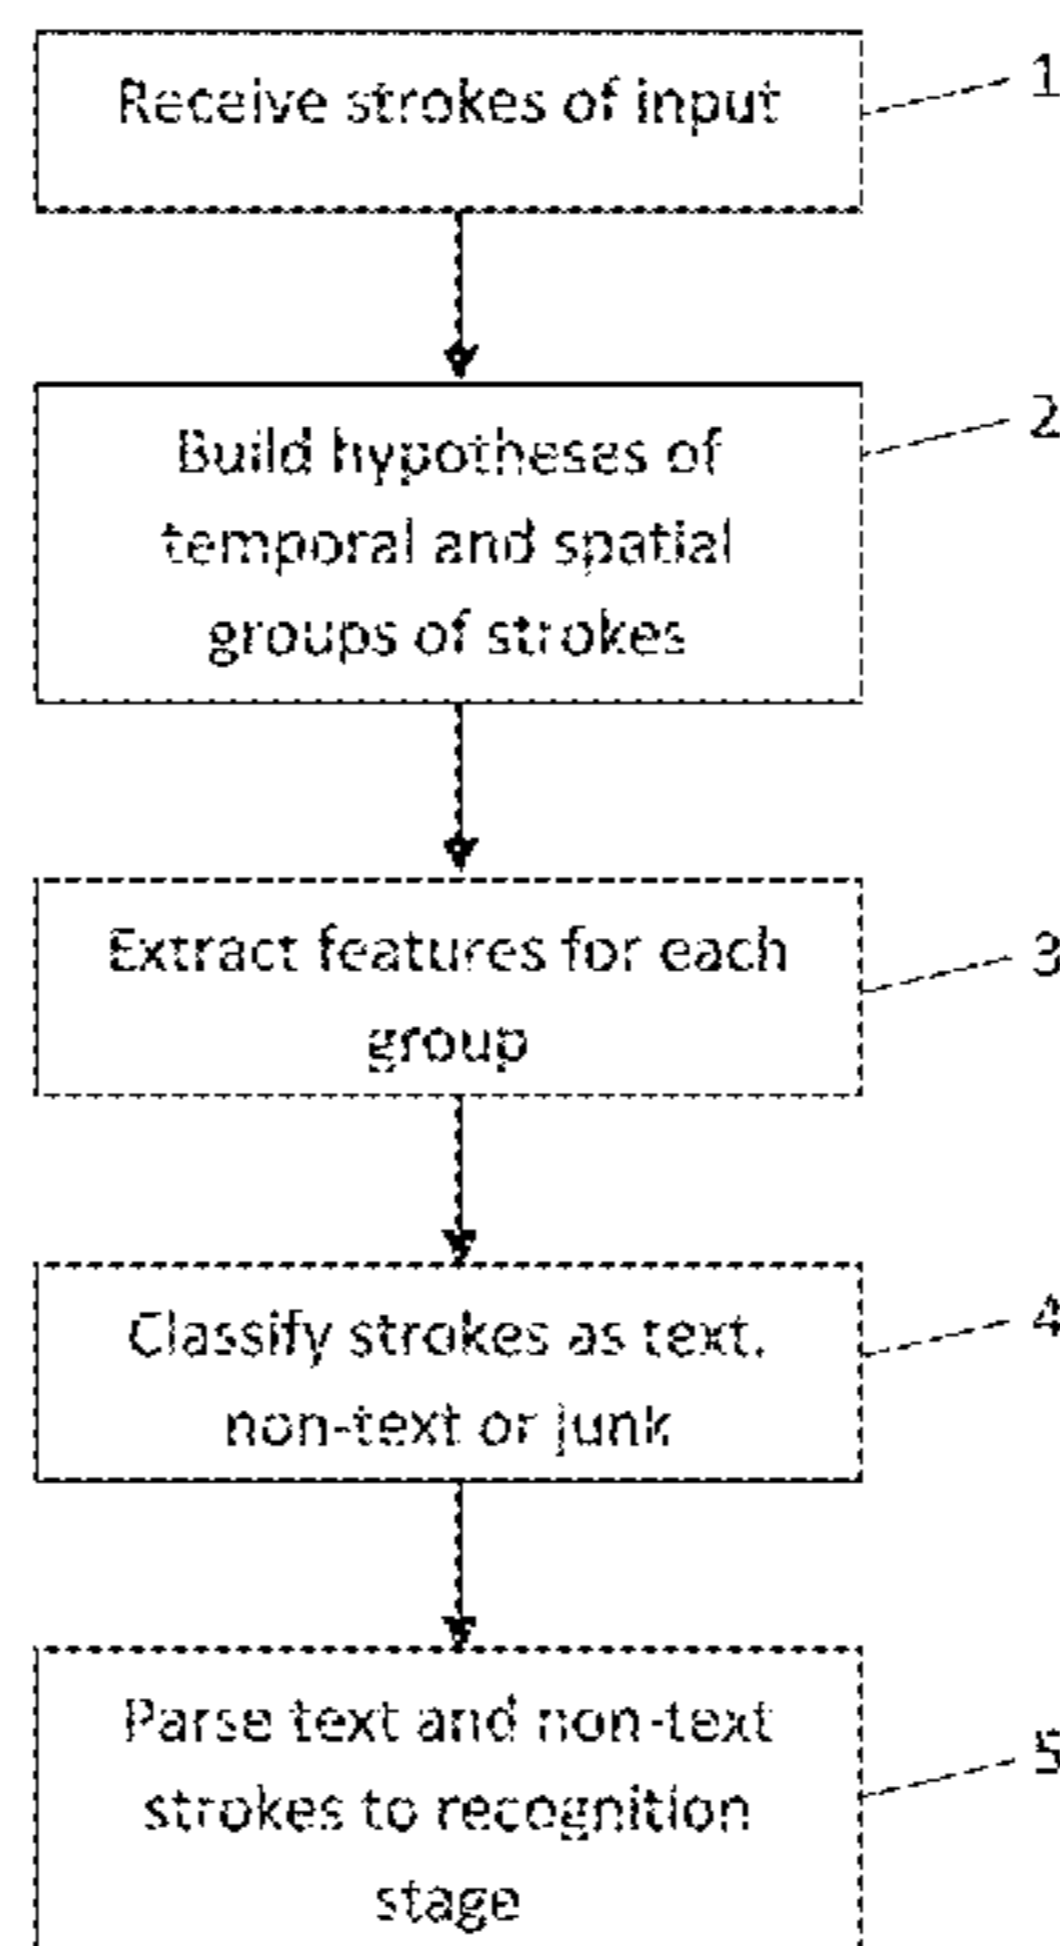 Receive strokes of input
1
Build hypotheses of
2
temporal and spatial
groups of strokes
Extract features for each
3
group
Classify strokes as text.
4
non-text or junk
Parse text and non-text
5
strokes to recognition
stage